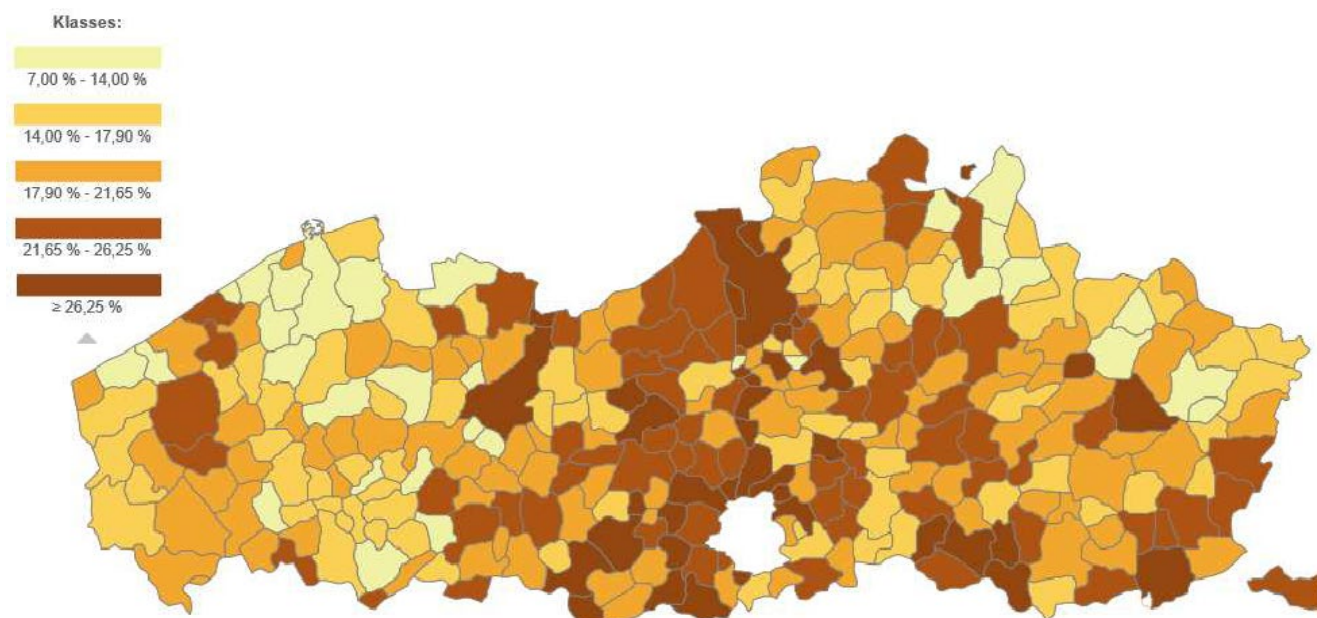 Klasses:
7,00 % - 14,00 %
14,00 % - 17,90 %
17,90 % - 21,65 %
21,65 % - 26,25 %
≥ 26,25 %